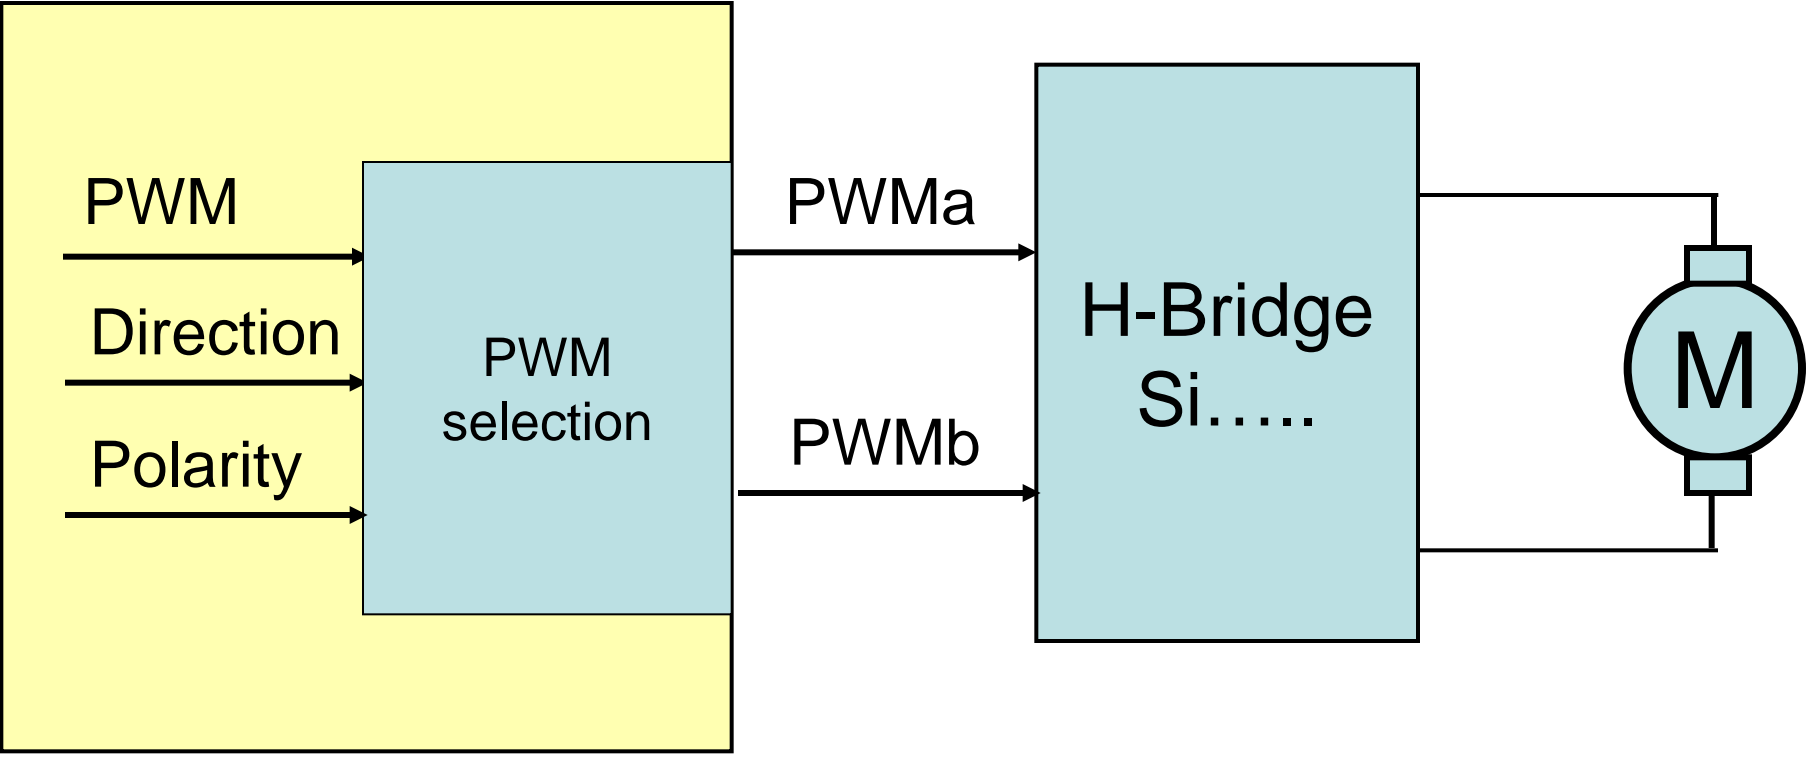 PWM
Direction
Polarity
PWM
selection
PWMa
PWMb
H-Bridge
Si…..
M